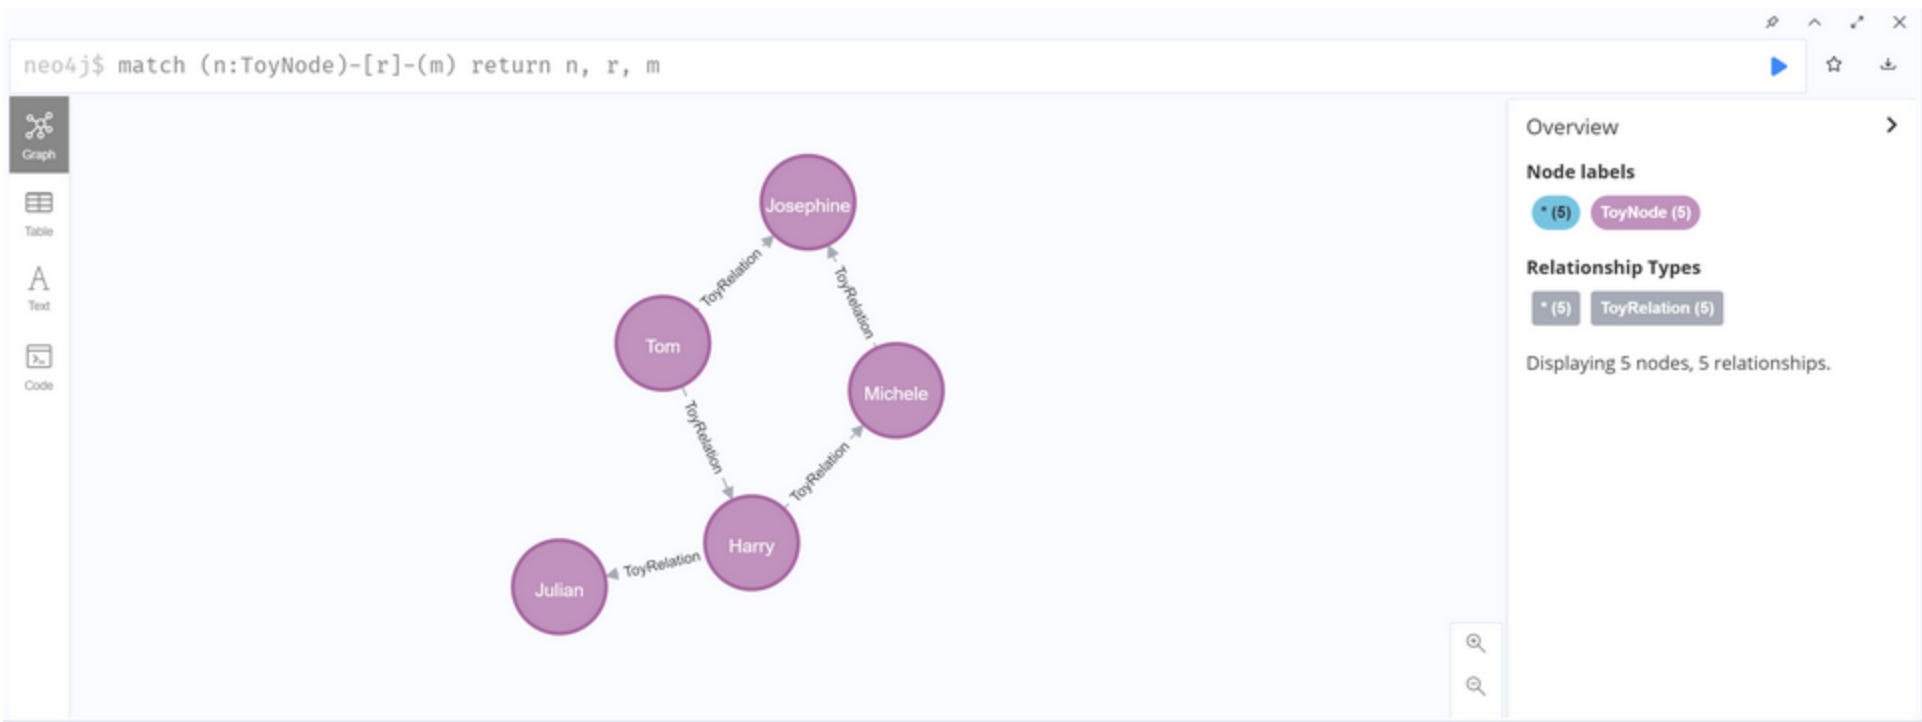 neo4j$ match (n:ToyNode)-[r]-(m) return n, r, m
Graph
Table
Text
Code
Josephine
ToyRelation
ToyRelation
Tom
Michele
ToyRelation
ToyRelation
Harry
ToyRelation
Julian
Overview
Node labels
* (5) ToyNode (5)
Relationship Types
* (5) ToyRelation (5)
Displaying 5 nodes, 5 relationships.